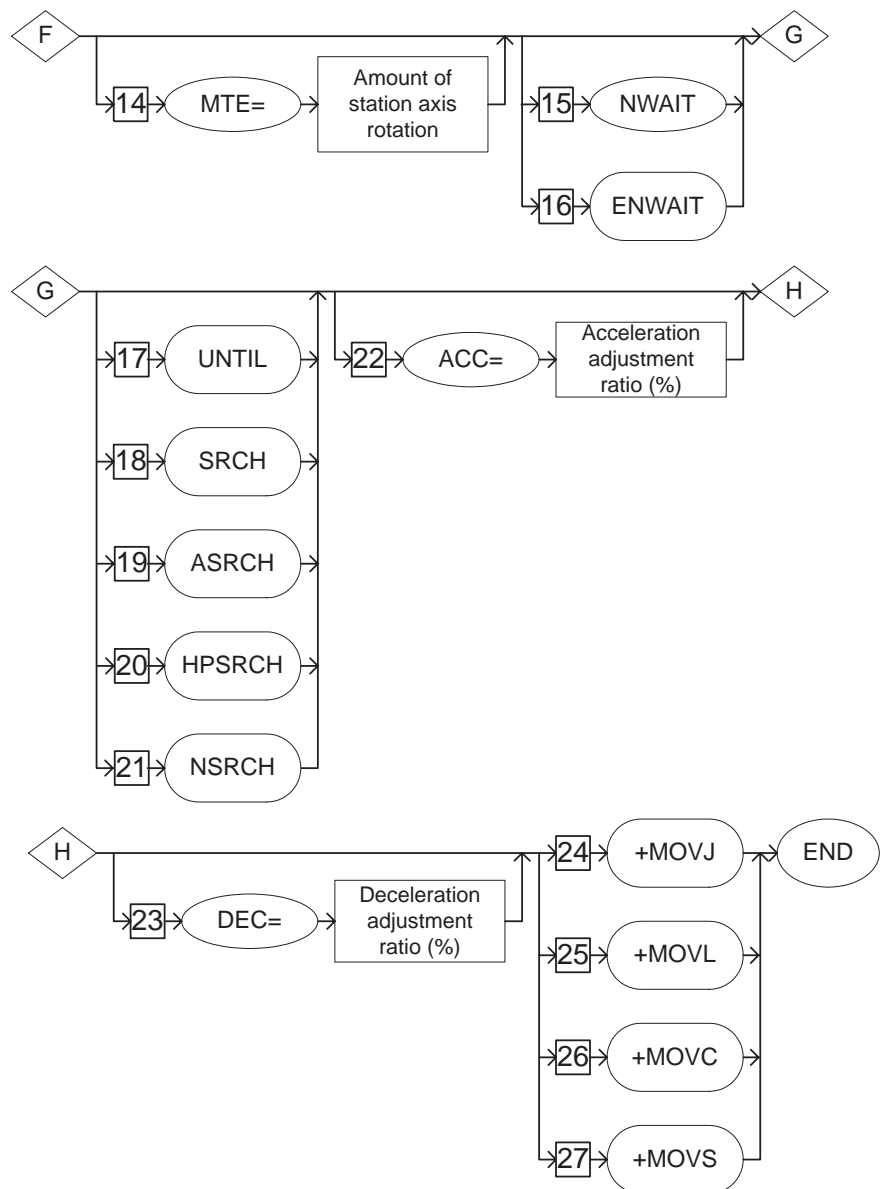 F
G
14
MTE=
Amount of
station axis
rotation
15
NWAIT
16
ENWAIT
G
H
17
UNTIL
22
ACC=
Acceleration
adjustment
ratio (%)
18
SRCH
19
ASRCH
20
HPSRCH
21
NSRCH
H
24
+MOVJ
END
23
DEC=
Deceleration
adjustment
ratio (%)
25
+MOVL
26
+MOVC
27
+MOVS